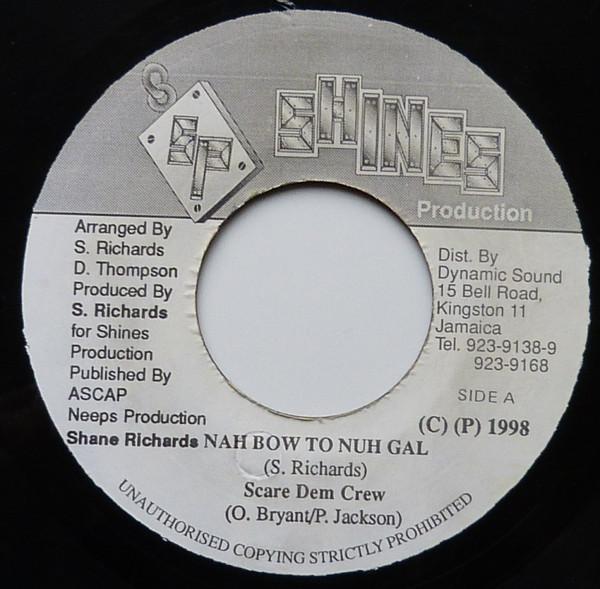 SP
SHINES
Production
Arranged By
S. Richards
D. Thompson
Produced By
S. Richards
for Shines
Production
Published By
ASCAP
Neeps Production
Shane Richards
Dist. By
Dynamic Sound
15 Bell Road,
Kingston 11
Jamaica
Tel. 923-9138-9
923-9168
SIDE A
(C) (P) 1998
NAH BOW TO NUH GAL
(S. Richards)
Scare Dem Crew
(O. Bryant/P. Jackson)
UNAUTHORISED COPYING STRICTLY PROHIBITED